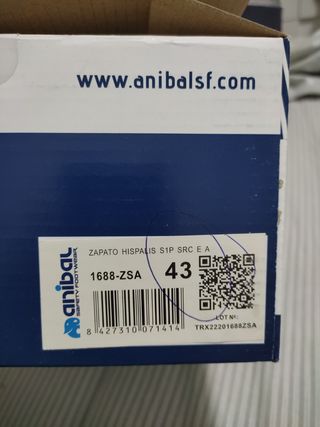 www.anibalsf.com
anibal
SAFETY FOOTWEAR
ZAPATO HISPALIS S1P SRC E A
1688-ZSA
43
8 427310 071414
LOT Nº:
TRX22201688ZSA